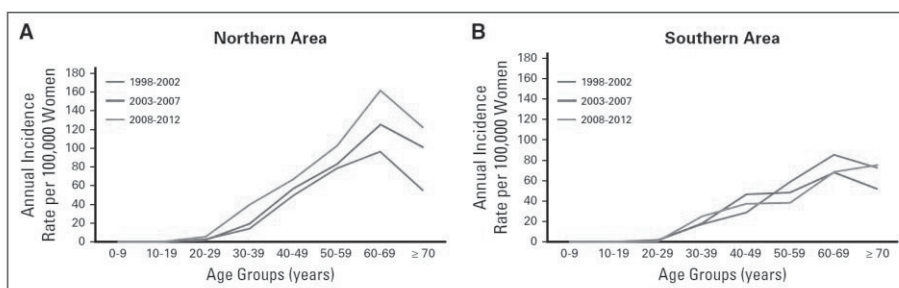 A
Northern Area
Annual Incidence
Rate per 100,000 Women
180
160
140
120
100
80
60
40
20
0
1998-2002
2003-2007
2008-2012
0-9 10-19 20-29 30-39 40-49 50-59 60-69 ≥ 70
Age Groups (years)
B
Southern Area
Annual Incidence
Rate per 100,000 Women
180
160
140
120
100
80
60
40
20
0
1998-2002
2003-2007
2008-2012
0-9 10-19 20-29 30-39 40-49 50-59 60-69 ≥ 70
Age Groups (years)